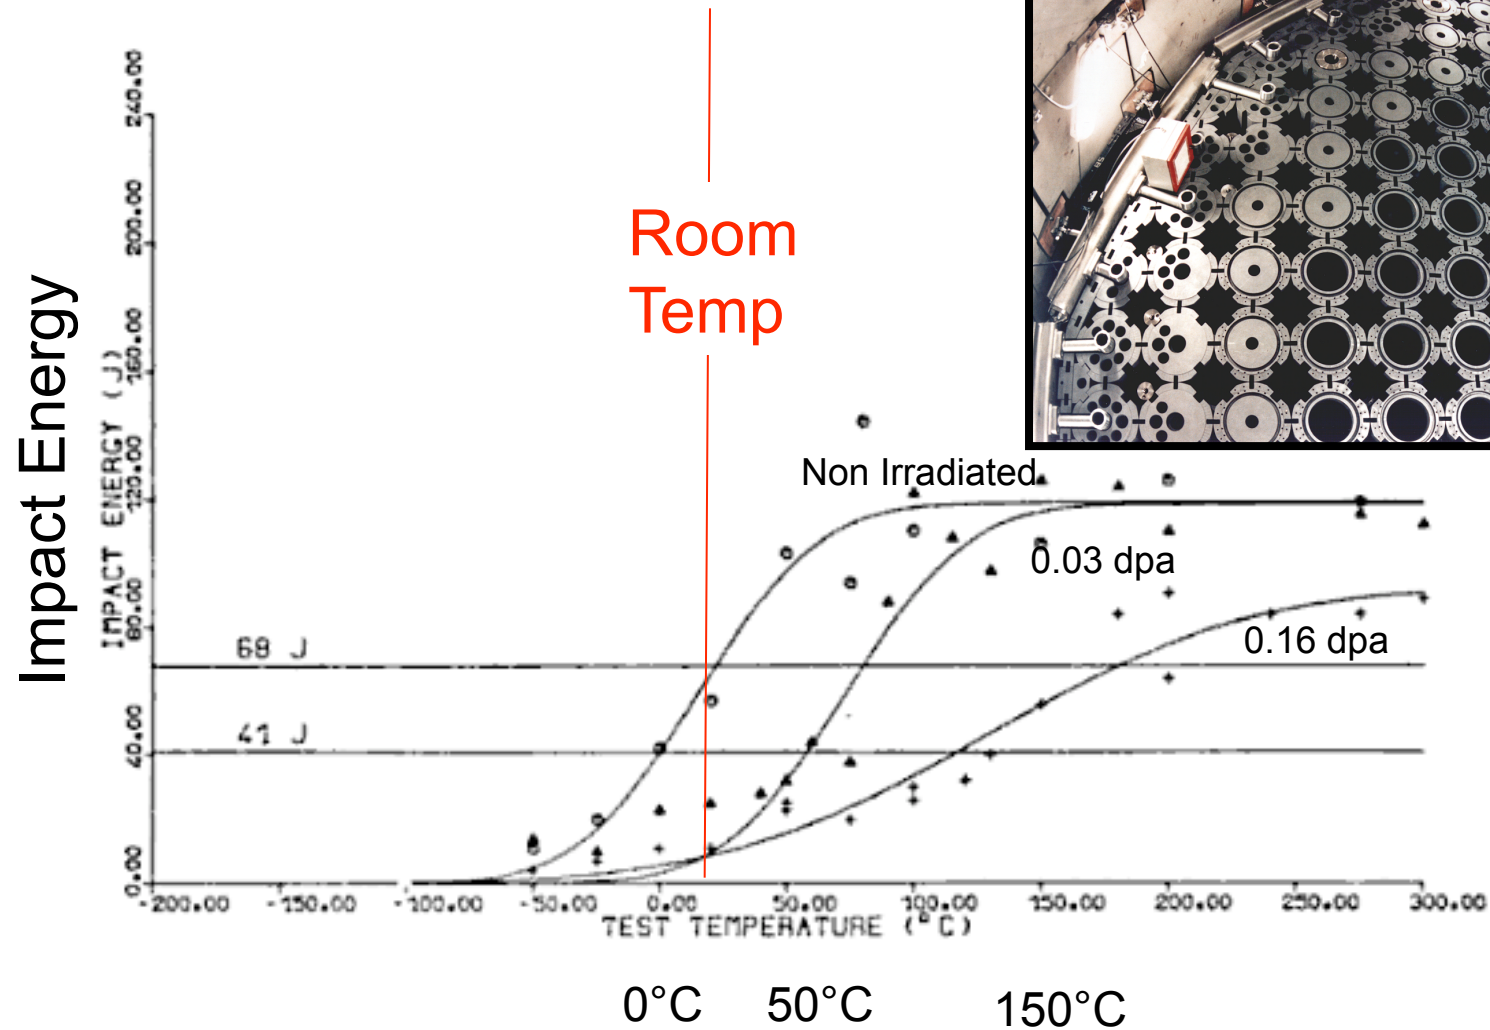 Room
Temp
Impact Energy
IMPACT ENERGY (J)
240.00
200.00
160.00
120.00
80.00
40.00
0.00
Non Irradiated
0.03 dpa
0.16 dpa
68 J
41 J
-200.00 -150.00 -100.00 -50.00 0.00 50.00 100.00 150.00 200.00 250.00 300.00
TEST TEMPERATURE (°C)
0°C 50°C 150°C